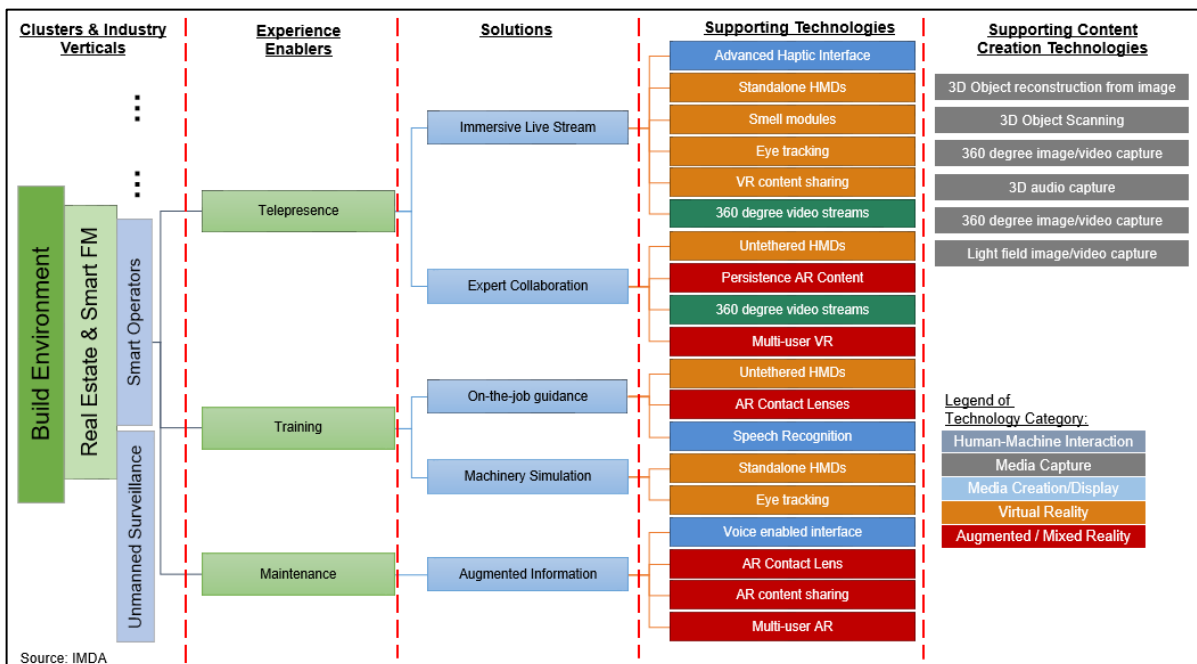 Clusters & Industry
Verticals
Experience
Enablers
Solutions
Supporting Technologies
Supporting Content
Creation Technologies
...
...
Build Environment
Real Estate & Smart FM
Smart Operators
Unmanned Surveillance
Telepresence
Training
Maintenance
Immersive Live Stream
Expert Collaboration
On-the-job guidance
Machinery Simulation
Augmented Information
Advanced Haptic Interface
Standalone HMDs
Smell modules
Eye tracking
VR content sharing
360 degree video streams
Untethered HMDs
Persistence AR Content
360 degree video streams
Multi-user VR
Untethered HMDs
AR Contact Lenses
Speech Recognition
Standalone HMDs
Eye tracking
Voice enabled interface
AR Contact Lens
AR content sharing
Multi-user AR
3D Object reconstruction from image
3D Object Scanning
360 degree image/video capture
3D audio capture
360 degree image/video capture
Light field image/video capture
Legend of
Technology Category:
Human-Machine Interaction
Media Capture
Media Creation/Display
Virtual Reality
Augmented / Mixed Reality
Source: IMDA